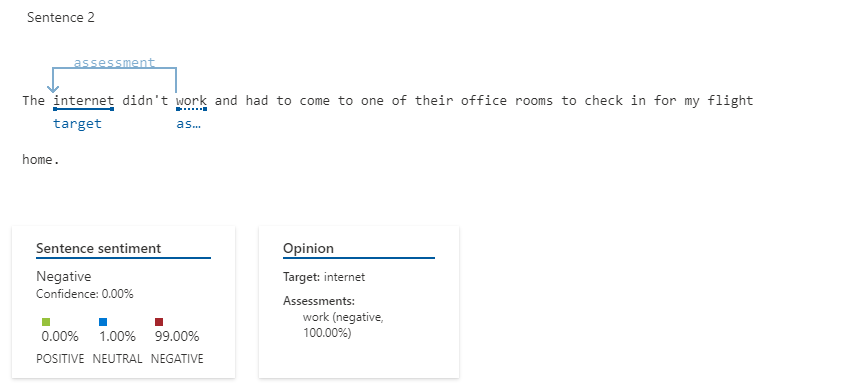 Sentence 2
assessment
The internet didn't work and had to come to one of their office rooms to check in for my flight
target as…
home.
Sentence sentiment
Negative
Confidence: 0.00%
0.00% 1.00% 99.00%
POSITIVE NEUTRAL NEGATIVE
Opinion
Target: internet
Assessments:
work (negative,
100.00%)